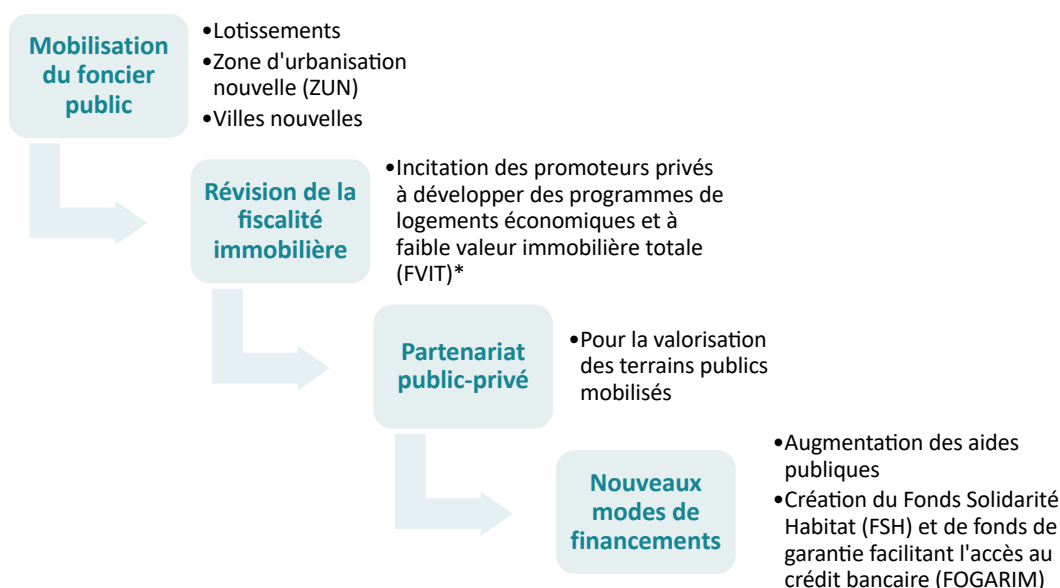 Mobilisation
du foncier
public
•Lotissements
•Zone d'urbanisation
nouvelle (ZUN)
•Villes nouvelles
Révision de la
fiscalité
immobilière
•Incitation des promoteurs privés
à développer des programmes de
logements économiques et à
faible valeur immobilière totale
(FVIT)*
Partenariat
public-privé
•Pour la valorisation
des terrains publics
mobilisés
Nouveaux
modes de
financements
•Augmentation des aides
publiques
•Création du Fonds Solidarité
Habitat (FSH) et de fonds de
garantie facilitant l'accès au
crédit bancaire (FOGARIM)